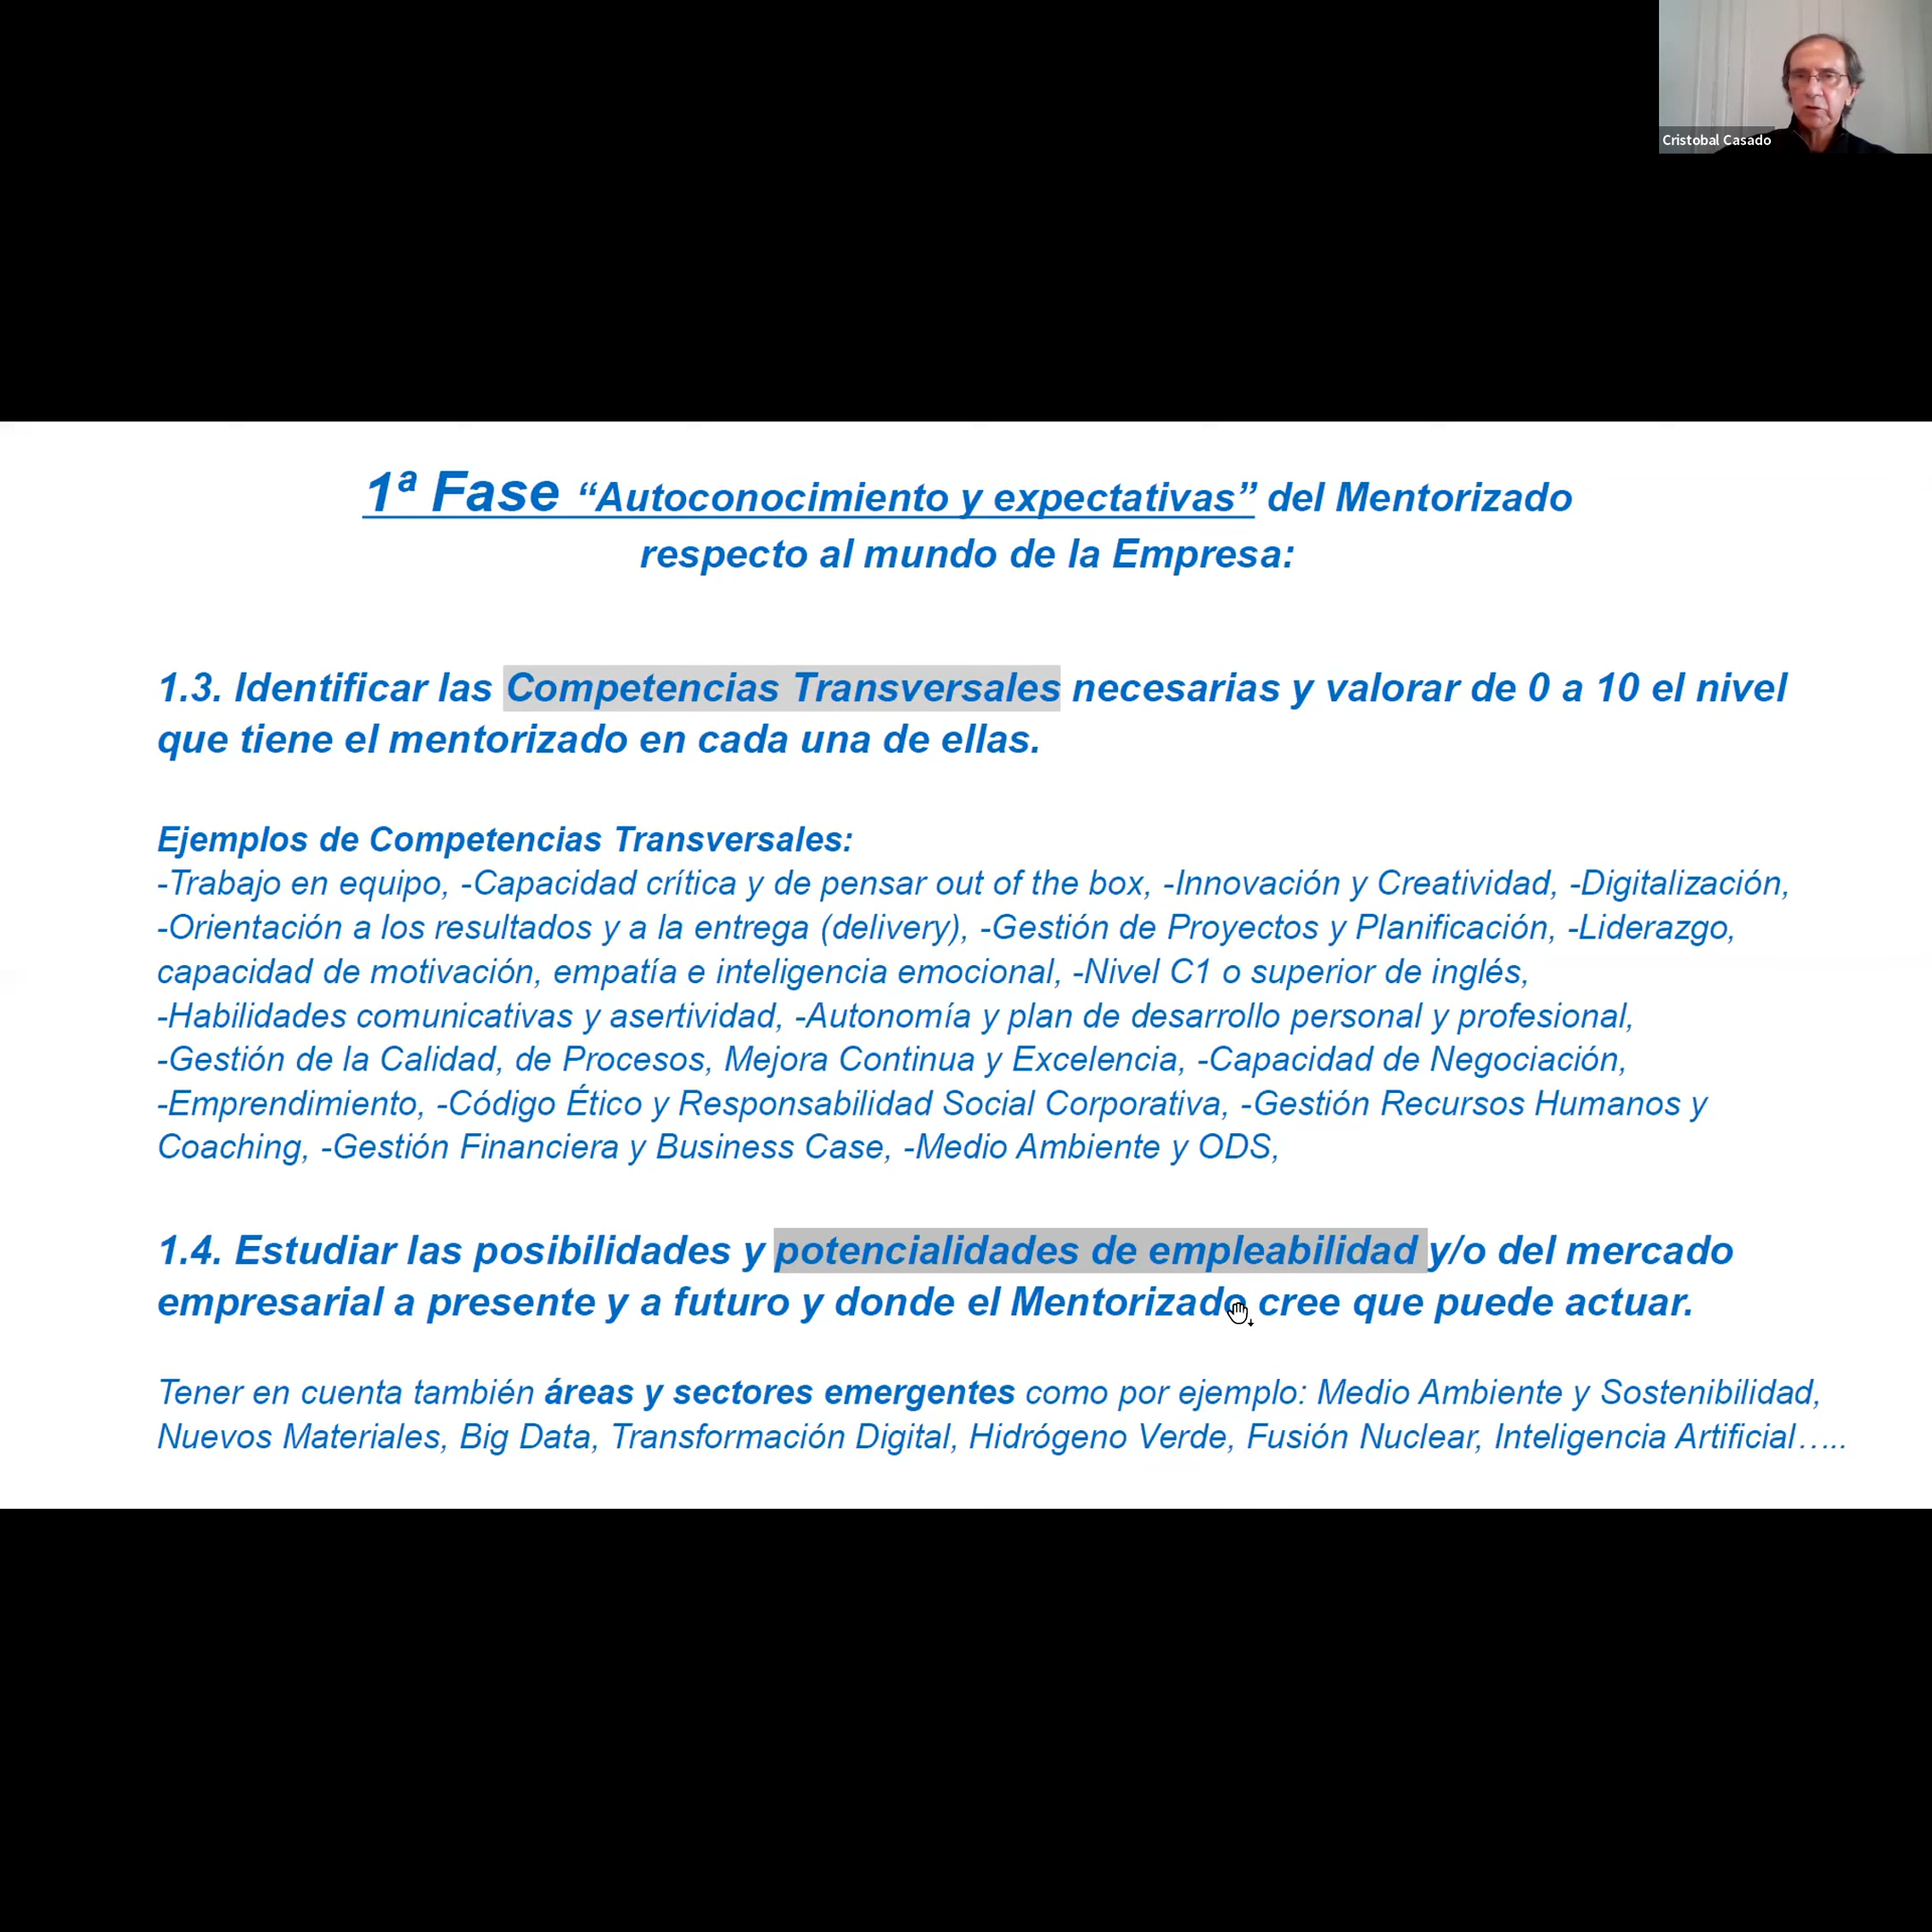 Cristobal Casado
1ª Fase “Autoconocimiento y expectativas” del Mentorizado
respecto al mundo de la Empresa:
1.3. Identificar las Competencias Transversales necesarias y valorar de 0 a 10 el nivel
que tiene el mentorizado en cada una de ellas.
Ejemplos de Competencias Transversales:
-Trabajo en equipo, -Capacidad crítica y de pensar out of the box, -Innovación y Creatividad, -Digitalización,
-Orientación a los resultados y a la entrega (delivery), -Gestión de Proyectos y Planificación, -Liderazgo,
capacidad de motivación, empatía e inteligencia emocional, -Nivel C1 o superior de inglés,
-Habilidades comunicativas y asertividad, -Autonomía y plan de desarrollo personal y profesional,
-Gestión de la Calidad, de Procesos, Mejora Continua y Excelencia, -Capacidad de Negociación,
-Emprendimiento, -Código Ético y Responsabilidad Social Corporativa, -Gestión Recursos Humanos y
Coaching, -Gestión Financiera y Business Case, -Medio Ambiente y ODS,
1.4. Estudiar las posibilidades y potencialidades de empleabilidad y/o del mercado
empresarial a presente y a futuro y donde el Mentorizado cree que puede actuar.
Tener en cuenta también áreas y sectores emergentes como por ejemplo: Medio Ambiente y Sostenibilidad,
Nuevos Materiales, Big Data, Transformación Digital, Hidrógeno Verde, Fusión Nuclear, Inteligencia Artificial…..